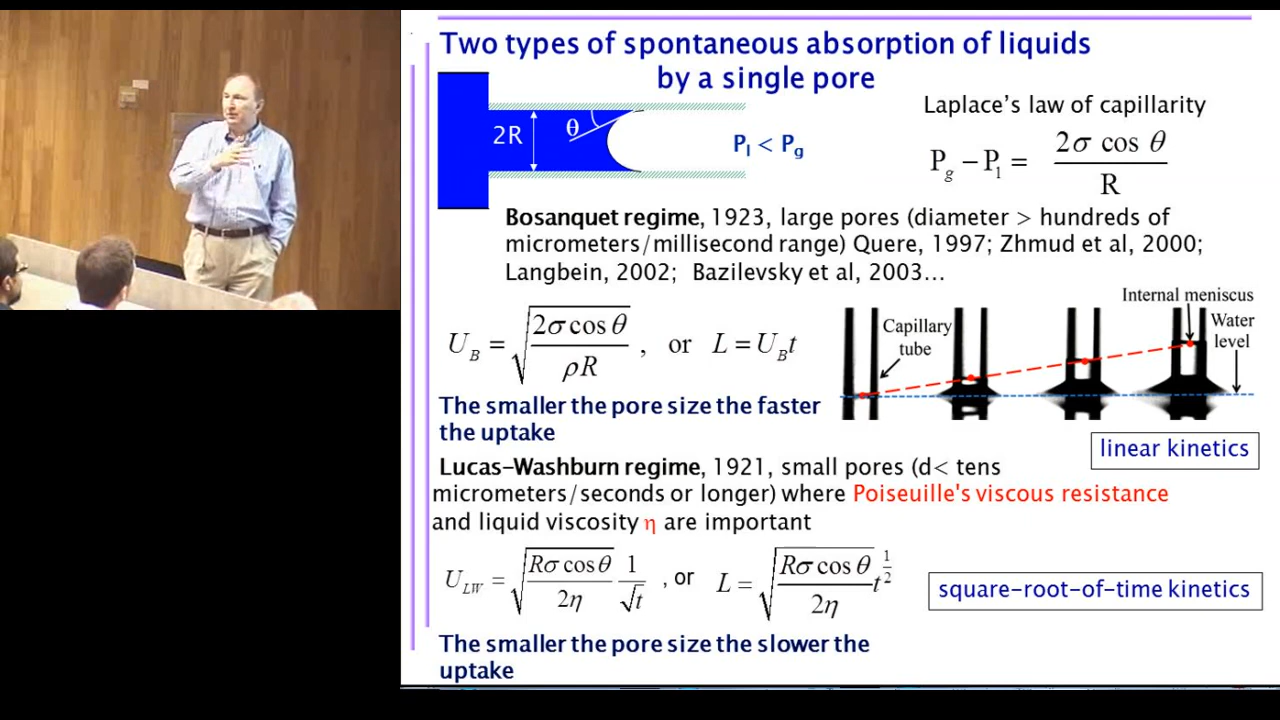 Two types of spontaneous absorption of liquids
by a single pore
2R
θ
P_l < P_g
Laplace's law of capillarity
P_g − P_l = 2σ cos θ / R
Bosanquet regime, 1923, large pores (diameter > hundreds of
micrometers/millisecond range) Quere, 1997; Zhmud et al, 2000;
Langbein, 2002; Bazilevsky et al, 2003…
U_B = √(2σ cos θ / ρR) , or L = U_B t
Capillary
tube
Internal meniscus
Water
level
The smaller the pore size the faster
the uptake
linear kinetics
Lucas-Washburn regime, 1921, small pores (d< tens
micrometers/seconds or longer) where Poiseuille's viscous resistance
and liquid viscosity η are important
U_LW = √(Rσ cos θ / 2η) 1/√t , or L = √(Rσ cos θ / 2η) t^(1/2)
square-root-of-time kinetics
The smaller the pore size the slower the
uptake